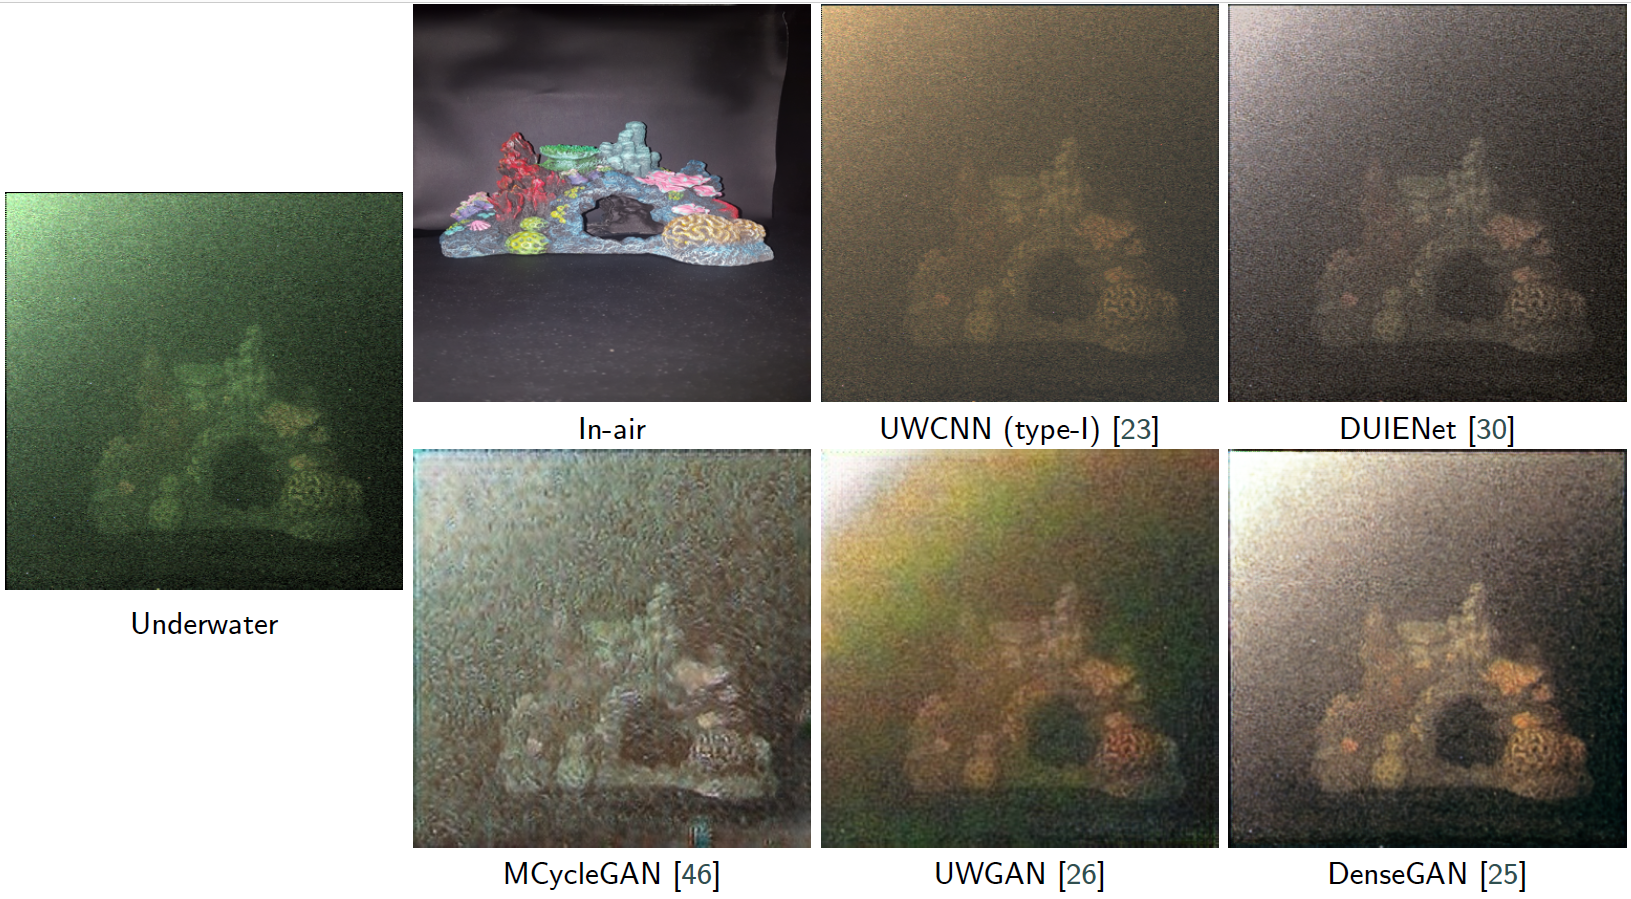 In-air
UWCNN (type-I) [23]
DUIENet [30]
Underwater
MCycleGAN [46]
UWGAN [26]
DenseGAN [25]